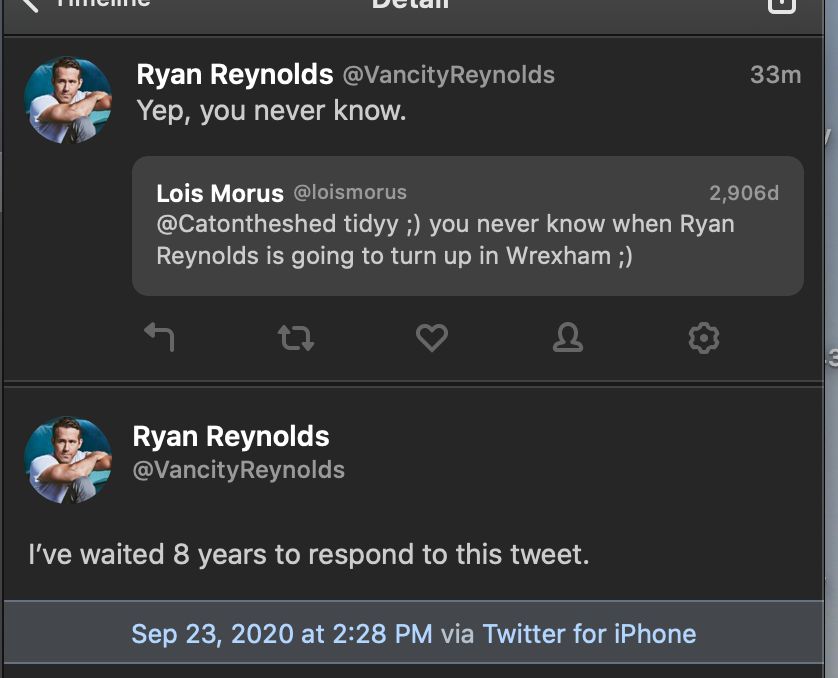 Timeline
Detail
Ryan Reynolds @VancityReynolds 33m
Yep, you never know.
Lois Morus @loismorus 2,906d
@Catontheshed tidyy ;) you never know when Ryan
Reynolds is going to turn up in Wrexham ;)
Ryan Reynolds
@VancityReynolds
I’ve waited 8 years to respond to this tweet.
Sep 23, 2020 at 2:28 PM via Twitter for iPhone